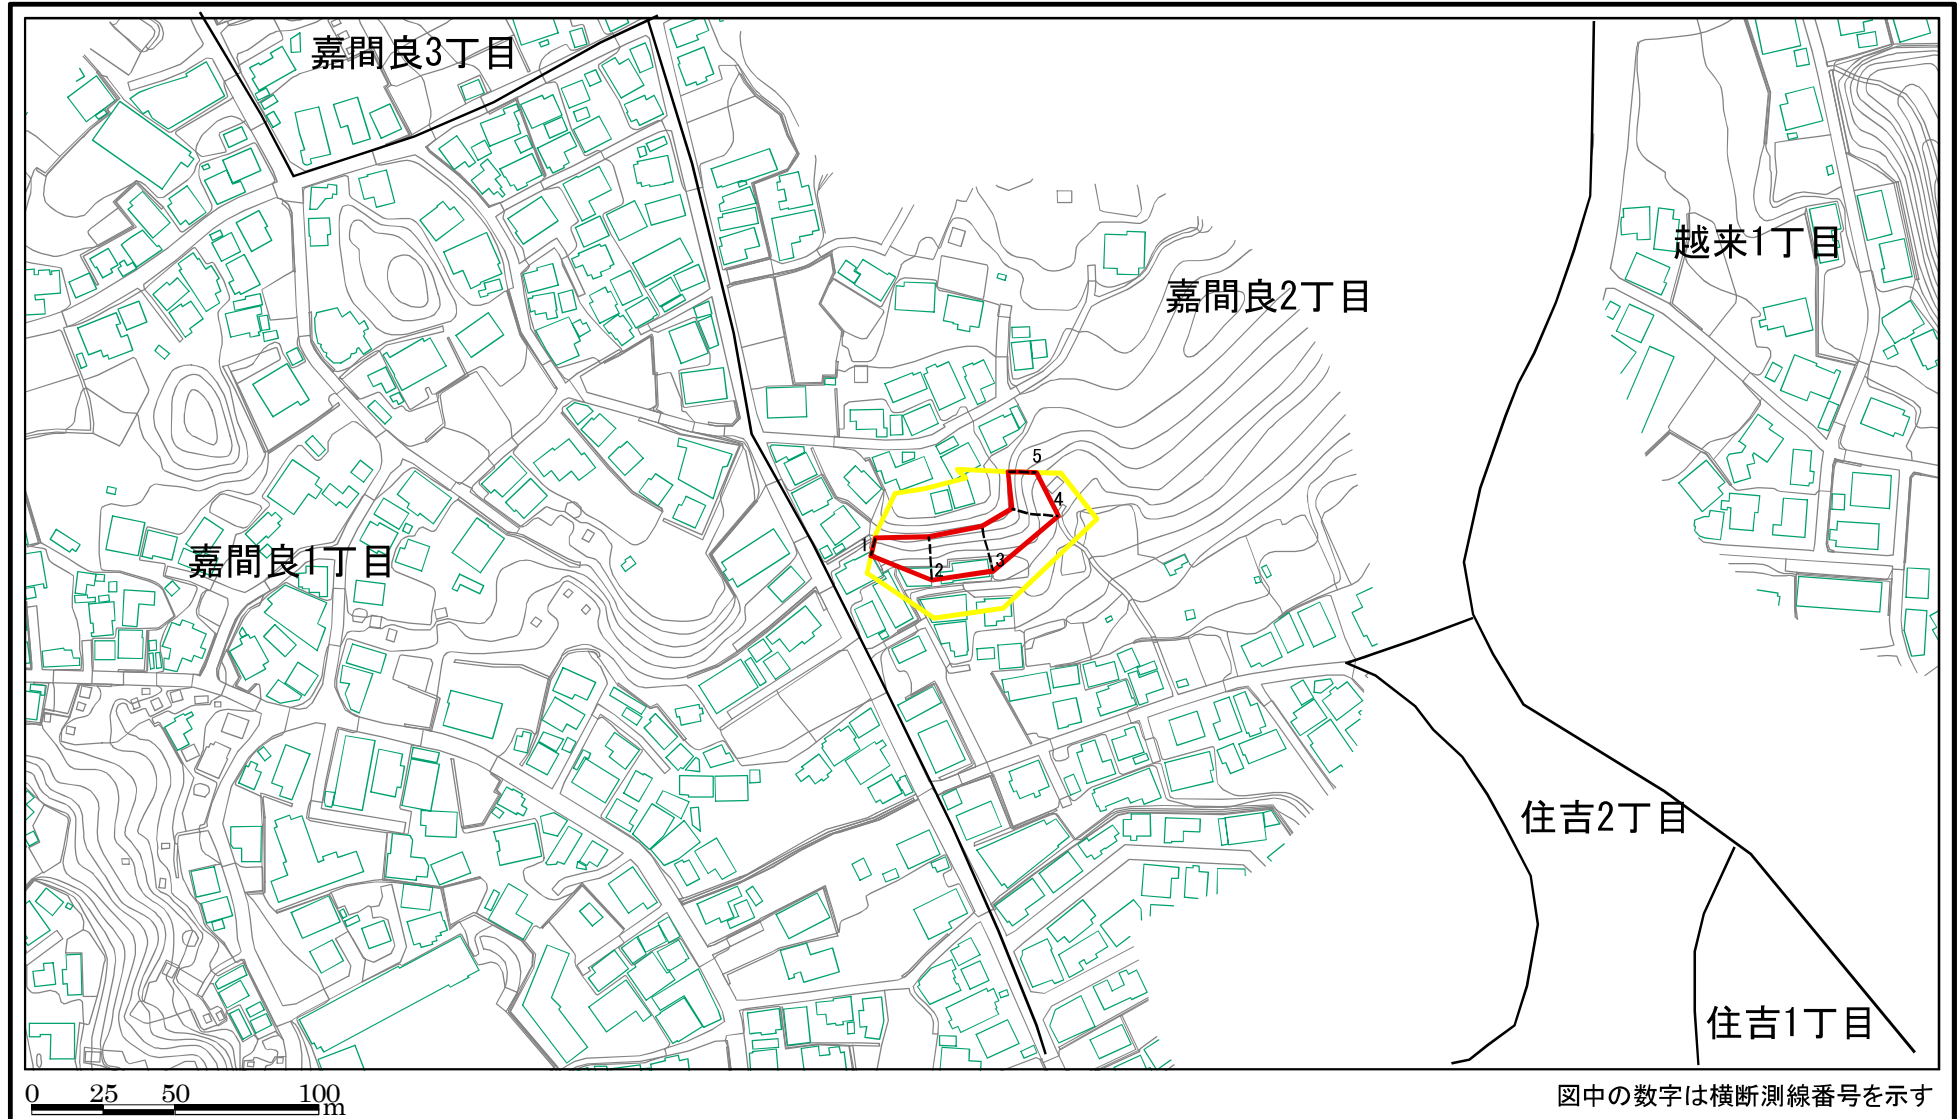 嘉間良3丁目
越来1丁目
嘉間良2丁目
5
4
1
3
2
嘉間良1丁目
住吉2丁目
住吉1丁目
0 25 50 100
m
図中の数字は横断測線番号を示す